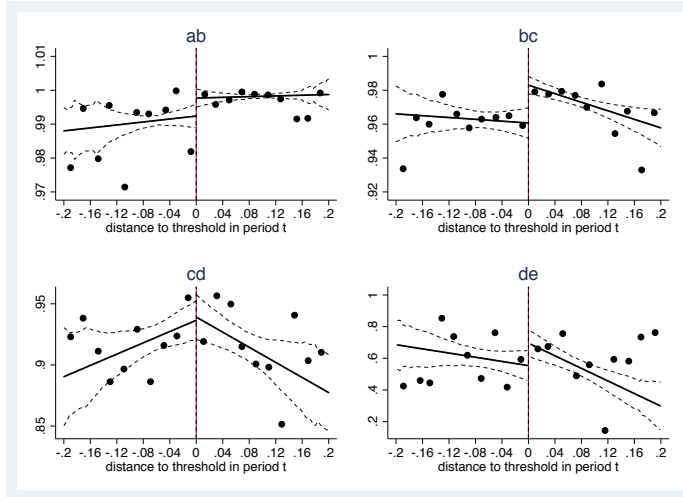 ab
1.01
1
.99
.98
.97
-.2 -.16 -.12 -.08 -.04 0 .04 .08 .12 .16 .2
distance to threshold in period t
bc
1
.98
.96
.94
.92
-.2 -.16 -.12 -.08 -.04 0 .04 .08 .12 .16 .2
distance to threshold in period t
cd
.95
.9
.85
-.2 -.16 -.12 -.08 -.04 0 .04 .08 .12 .16 .2
distance to threshold in period t
de
1
.8
.6
.4
.2
-.2 -.16 -.12 -.08 -.04 0 .04 .08 .12 .16 .2
distance to threshold in period t